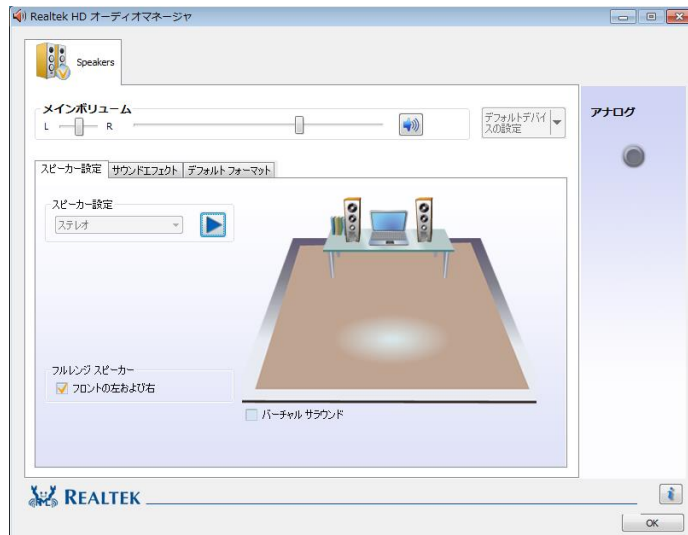 Realtek HD オーディオマネージャ
Speakers
メインボリューム
L
R
デフォルトデバイ
スの設定
アナログ
スピーカー設定
サウンドエフェクト
デフォルト フォーマット
スピーカー設定
ステレオ
フルレンジ スピーカー
フロントの左および右
バーチャル サラウンド
REALTEK
OK